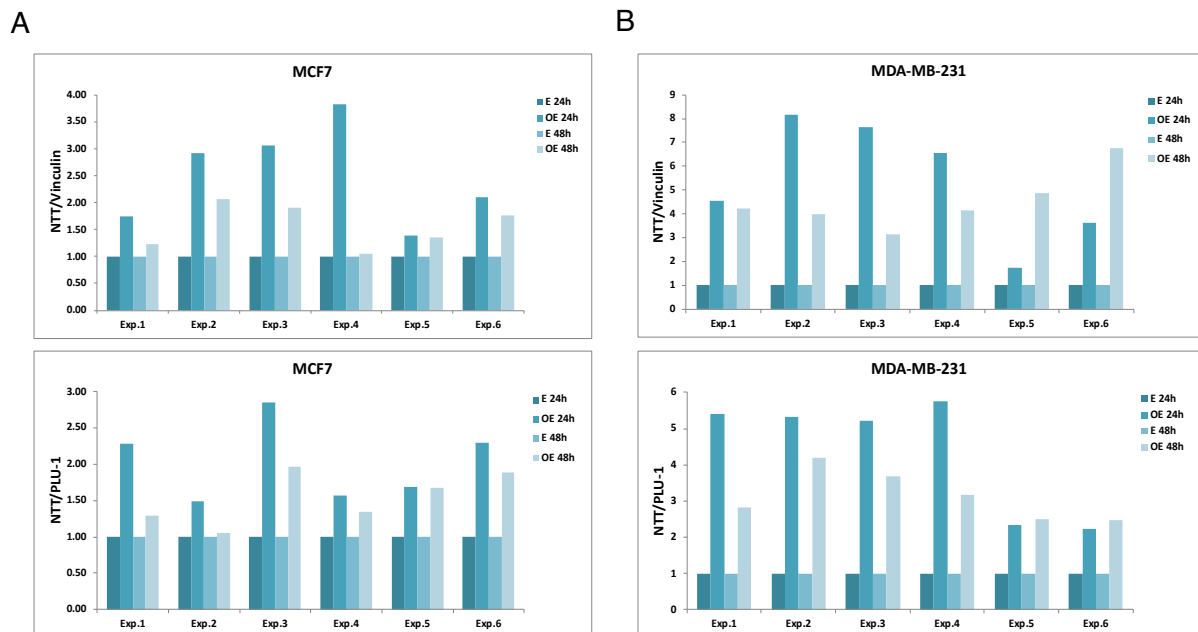 A
MCF7
NTT/Vinculin
4.00
3.50
3.00
2.50
2.00
1.50
1.00
0.50
0.00
Exp.1 Exp.2 Exp.3 Exp.4 Exp.5 Exp.6
E 24h
OE 24h
E 48h
OE 48h
MCF7
NTT/PLU-1
3.00
2.50
2.00
1.50
1.00
0.50
0.00
Exp.1 Exp.2 Exp.3 Exp.4 Exp.5 Exp.6
E 24h
OE 24h
E 48h
OE 48h
B
MDA-MB-231
NTT/Vinculin
9
8
7
6
5
4
3
2
1
0
Exp.1 Exp.2 Exp.3 Exp.4 Exp.5 Exp.6
E 24h
OE 24h
E 48h
OE 48h
MDA-MB-231
NTT/PLU-1
6
5
4
3
2
1
0
Exp.1 Exp.2 Exp.3 Exp.4 Exp.5 Exp.6
E 24h
OE 24h
E 48h
OE 48h